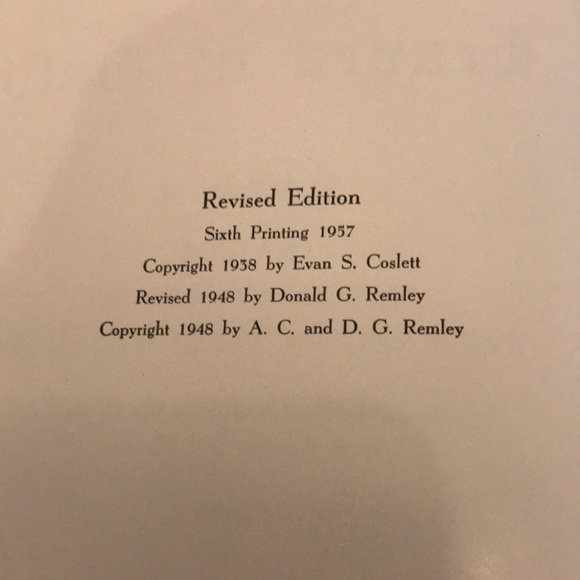 Revised Edition
Sixth Printing 1957
Copyright 1938 by Evan S. Coslett
Revised 1948 by Donald G. Remley
Copyright 1948 by A. C. and D. G. Remley